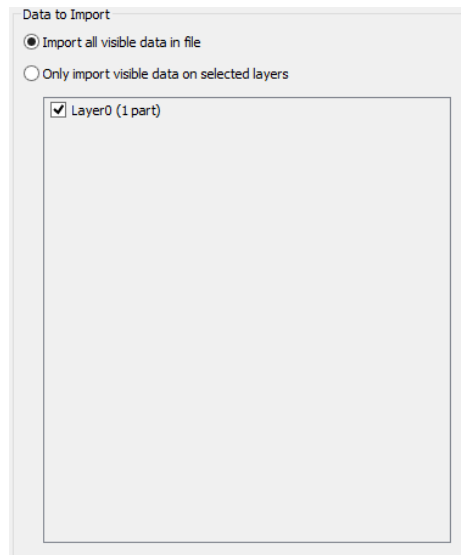 Data to Import
Import all visible data in file
Only import visible data on selected layers
Layer0 (1 part)